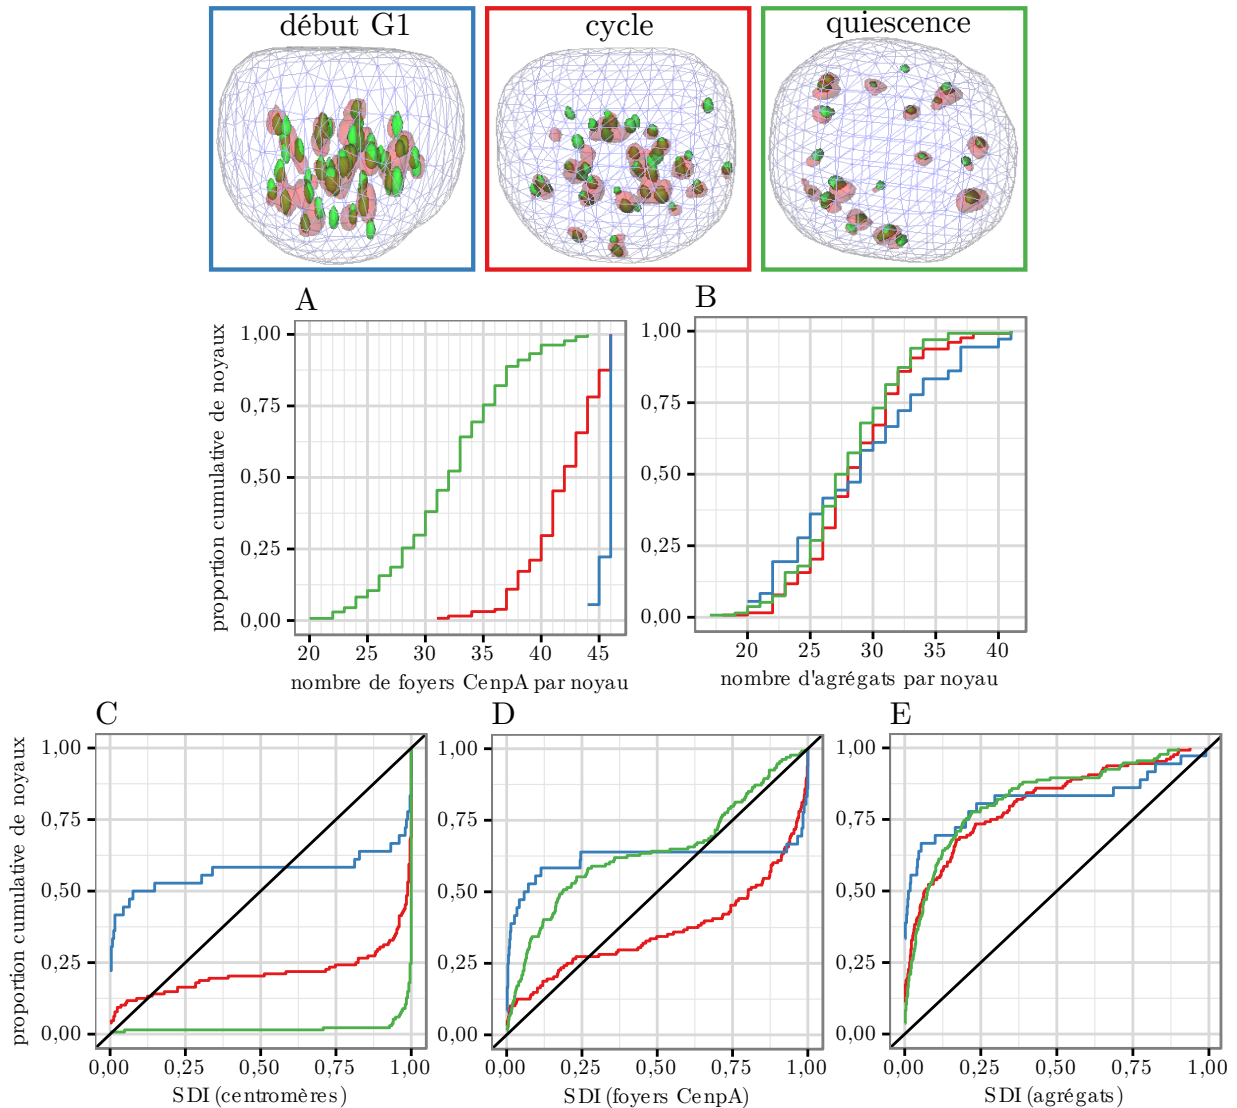 début G1
cycle
quiescence
A
B
proportion cumulative de noyaux
1,00
0,75
0,50
0,25
0,00
20 25 30 35 40 45
nombre de foyers CenpA par noyau
1,00
0,75
0,50
0,25
0,00
20 25 30 35 40
nombre d'agrégats par noyau
C
D
E
proportion cumulative de noyaux
1,00
0,75
0,50
0,25
0,00
0,00 0,25 0,50 0,75 1,00
SDI (centromères)
1,00
0,75
0,50
0,25
0,00
0,00 0,25 0,50 0,75 1,00
SDI (foyers CenpA)
1,00
0,75
0,50
0,25
0,00
0,00 0,25 0,50 0,75 1,00
SDI (agrégats)